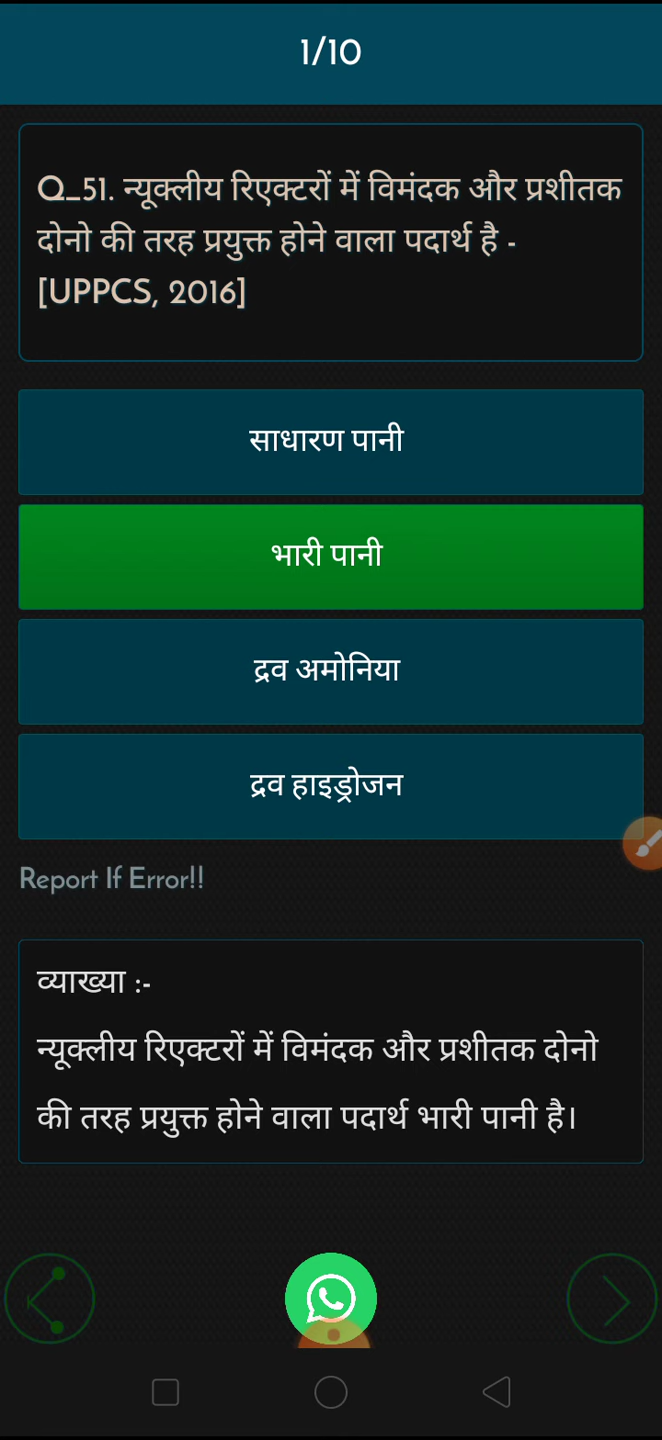 1/10
Q_51. न्यूक्लीय रिएक्टरों में विमंदक और प्रशीतक
दोनो की तरह प्रयुक्त होने वाला पदार्थ है -
[UPPCS, 2016]
साधारण पानी
भारी पानी
द्रव अमोनिया
द्रव हाइड्रोजन
Report If Error!!
व्याख्या :-
न्यूक्लीय रिएक्टरों में विमंदक और प्रशीतक दोनो
की तरह प्रयुक्त होने वाला पदार्थ भारी पानी है।